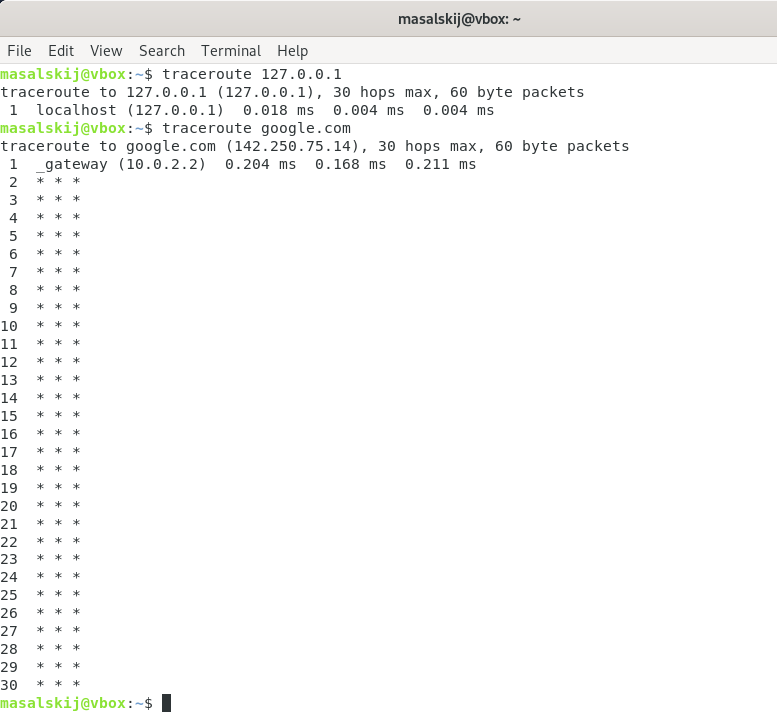 masalskij@vbox: ~
File Edit View Search Terminal Help
masalskij@vbox:~$ traceroute 127.0.0.1
traceroute to 127.0.0.1 (127.0.0.1), 30 hops max, 60 byte packets
 1  localhost (127.0.0.1)  0.018 ms  0.004 ms  0.004 ms
masalskij@vbox:~$ traceroute google.com
traceroute to google.com (142.250.75.14), 30 hops max, 60 byte packets
 1  _gateway (10.0.2.2)  0.204 ms  0.168 ms  0.211 ms
 2  * * *
 3  * * *
 4  * * *
 5  * * *
 6  * * *
 7  * * *
 8  * * *
 9  * * *
10  * * *
11  * * *
12  * * *
13  * * *
14  * * *
15  * * *
16  * * *
17  * * *
18  * * *
19  * * *
20  * * *
21  * * *
22  * * *
23  * * *
24  * * *
25  * * *
26  * * *
27  * * *
28  * * *
29  * * *
30  * * *
masalskij@vbox:~$